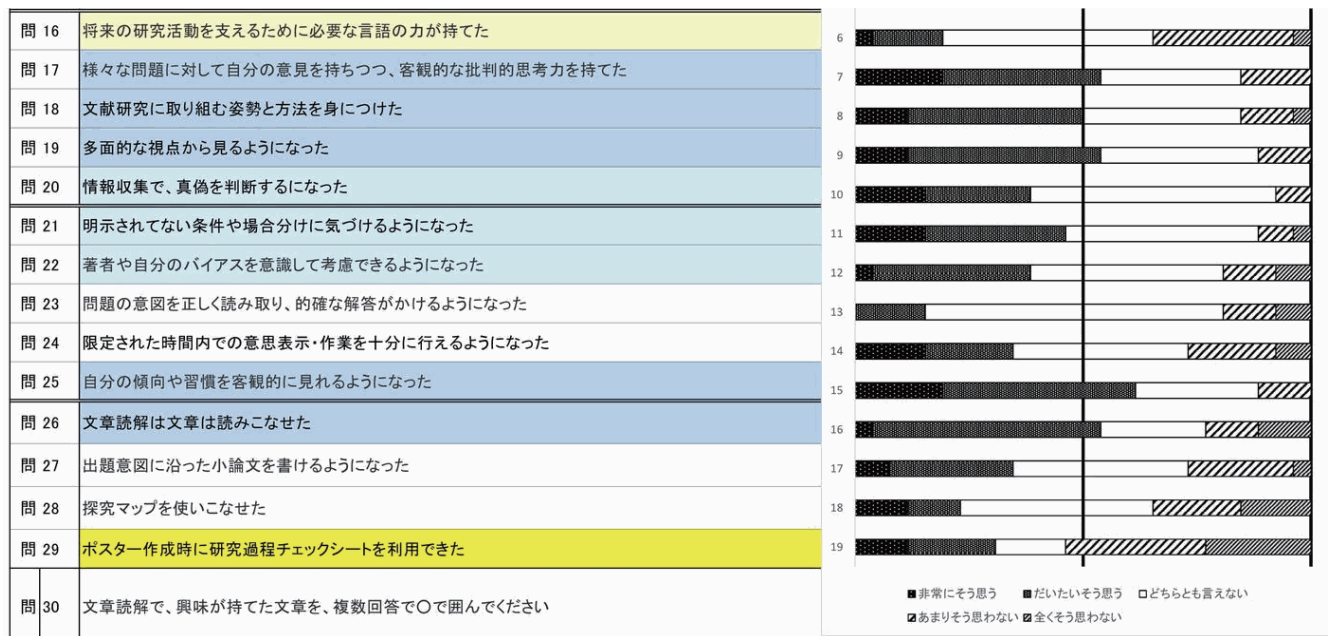 問 16 将来の研究活動を支えるために必要な言語の力が持てた
問 17 様々な問題に対して自分の意見を持ちつつ、客観的な批判的思考力を持てた
問 18 文献研究に取り組む姿勢と方法を身につけた
問 19 多面的な視点から見るようになった
問 20 情報収集で、真偽を判断するになった
問 21 明示されてない条件や場合分けに気づけるようになった
問 22 著者や自分のバイアスを意識して考慮できるようになった
問 23 問題の意図を正しく読み取り、的確な解答がかけるようになった
問 24 限定された時間内での意思表示・作業を十分に行えるようになった
問 25 自分の傾向や習慣を客観的に見れるようになった
問 26 文章読解は文章は読みこなせた
問 27 出題意図に沿った小論文を書けるようになった
問 28 探究マップを使いこなせた
問 29 ポスター作成時に研究過程チェックシートを利用できた
問 30 文章読解で、興味が持てた文章を、複数回答で〇で囲んでください
6
7
8
9
10
11
12
13
14
15
16
17
18
19
非常にそう思う だいたいそう思う どちらとも言えない
あまりそう思わない 全くそう思わない